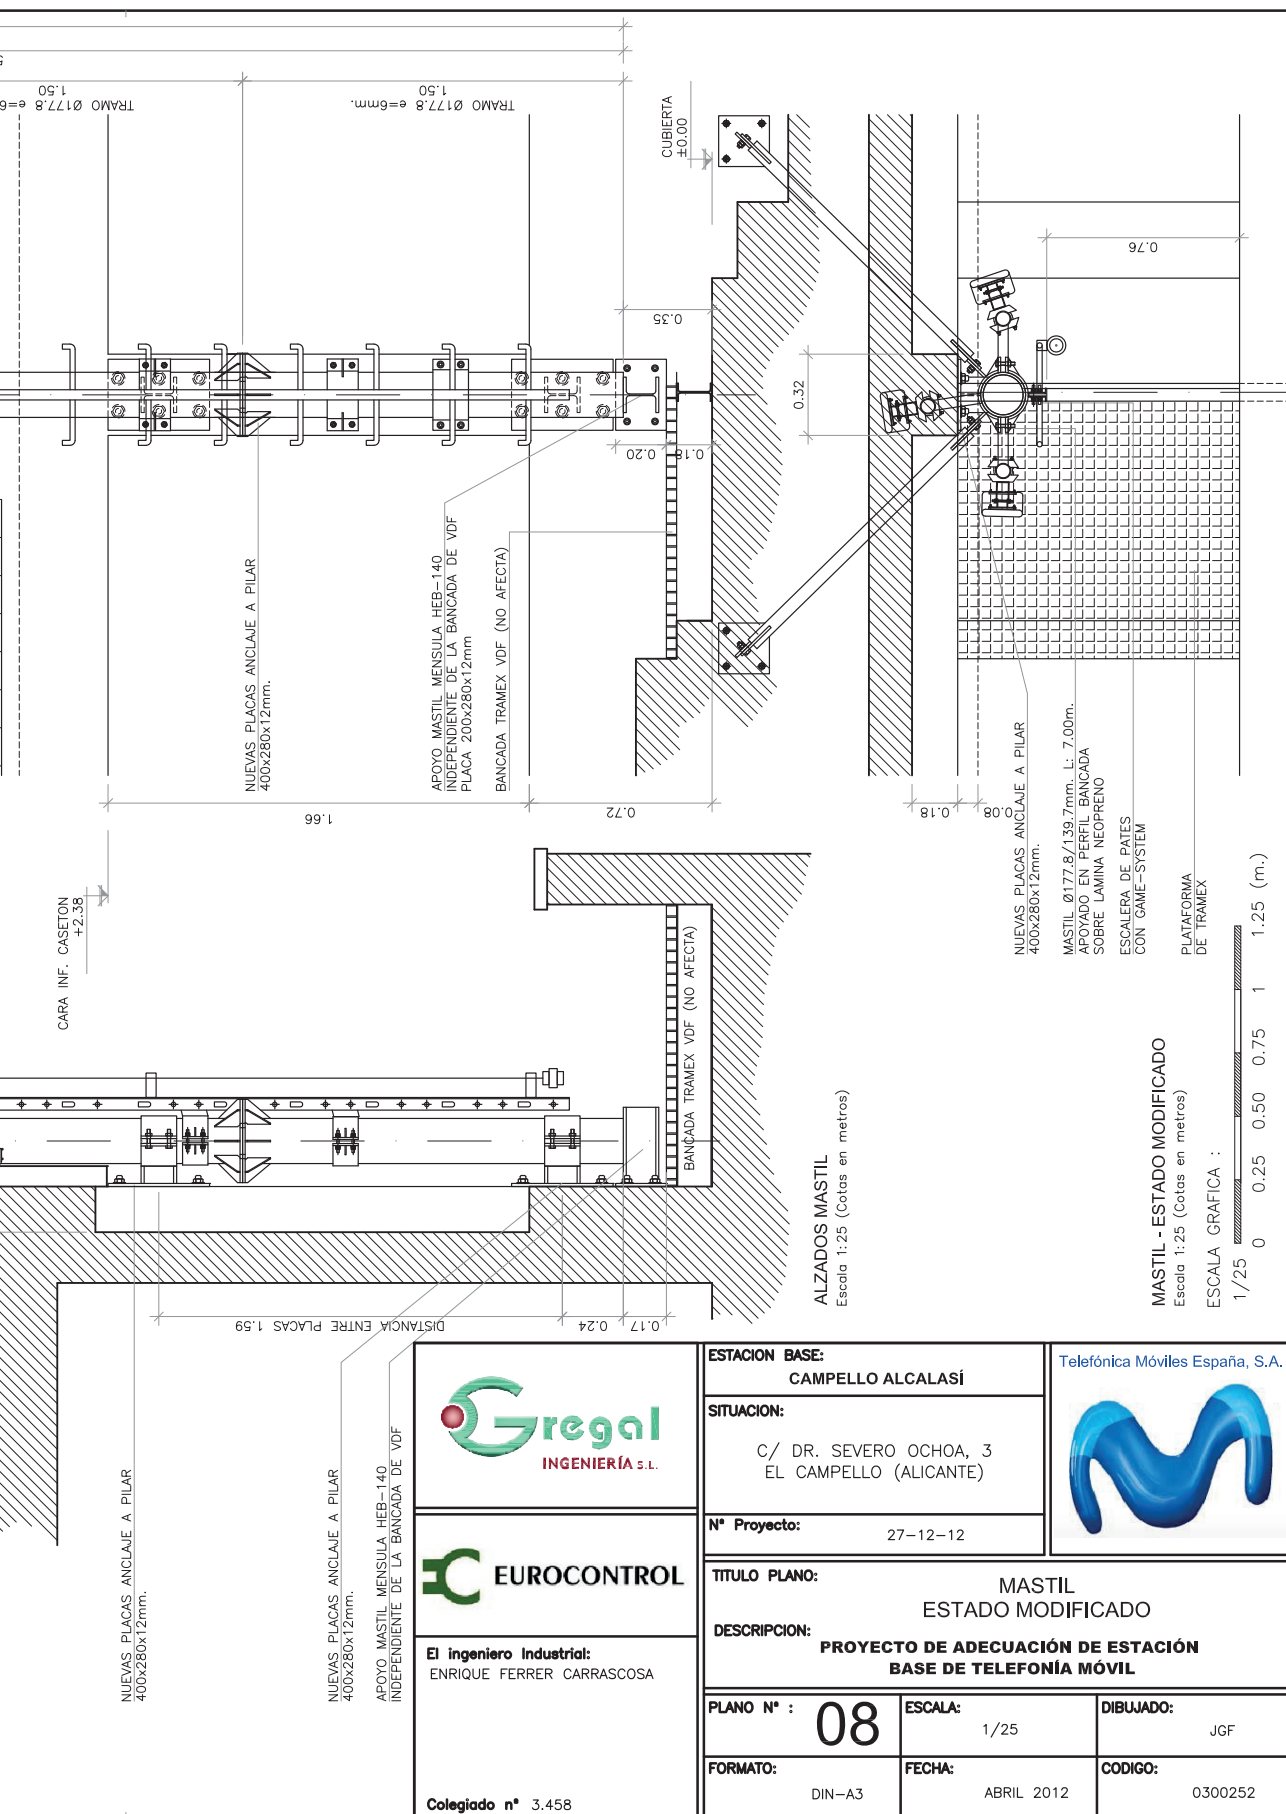 1.50
TRAMO Ø177.8 e=6
1.50
TRAMO Ø177.8 e=6mm.
CUBIERTA
±0.00
0.76
0.35
0.32
0.20
0.18
NUEVAS PLACAS ANCLAJE A PILAR
400x280x12mm.
APOYO MASTIL MENSULA HEB-140
INDEPENDIENTE DE LA BANCADA DE VDF
PLACA 200x280x12mm
BANCADA TRAMEX VDF (NO AFECTA)
1.66
0.72
0.18
0.08
NUEVAS PLACAS ANCLAJE A PILAR
400x280x12mm.
MASTIL Ø177.8/139.7mm. L: 7.00m.
APOYADO EN PERFIL BANCADA
SOBRE LAMINA NEOPRENO
ESCALERA DE PATES
CON GAME-SYSTEM
PLATAFORMA
DE TRAMEX
CARA INF. CASETON
+2.38
BANCADA TRAMEX VDF (NO AFECTA)
DISTANCIA ENTRE PLACAS 1.59
0.24
0.17
NUEVAS PLACAS ANCLAJE A PILAR
400x280x12mm.
NUEVAS PLACAS ANCLAJE A PILAR
400x280x12mm.
APOYO MASTIL MENSULA HEB-140
INDEPENDIENTE DE LA BANCADA DE VDF
ALZADOS MASTIL
Escala 1:25 (Cotas en metros)
MASTIL - ESTADO MODIFICADO
Escala 1:25 (Cotas en metros)
ESCALA GRAFICA :
1/25
0 0.25 0.50 0.75 1 1.25 (m.)
Gregal
INGENIERÍA S.L.
EUROCONTROL
El ingeniero Industrial:
ENRIQUE FERRER CARRASCOSA
Colegiado nº 3.458
ESTACION BASE:
CAMPELLO ALCALASÍ
SITUACION:
C/ DR. SEVERO OCHOA, 3
EL CAMPELLO (ALICANTE)
Nº Proyecto:
27-12-12
Telefónica Móviles España, S.A.
TITULO PLANO:
MASTIL
ESTADO MODIFICADO
DESCRIPCION:
PROYECTO DE ADECUACIÓN DE ESTACIÓN
BASE DE TELEFONÍA MÓVIL
PLANO Nº :
08
ESCALA:
1/25
DIBUJADO:
JGF
FORMATO:
DIN-A3
FECHA:
ABRIL 2012
CODIGO:
0300252